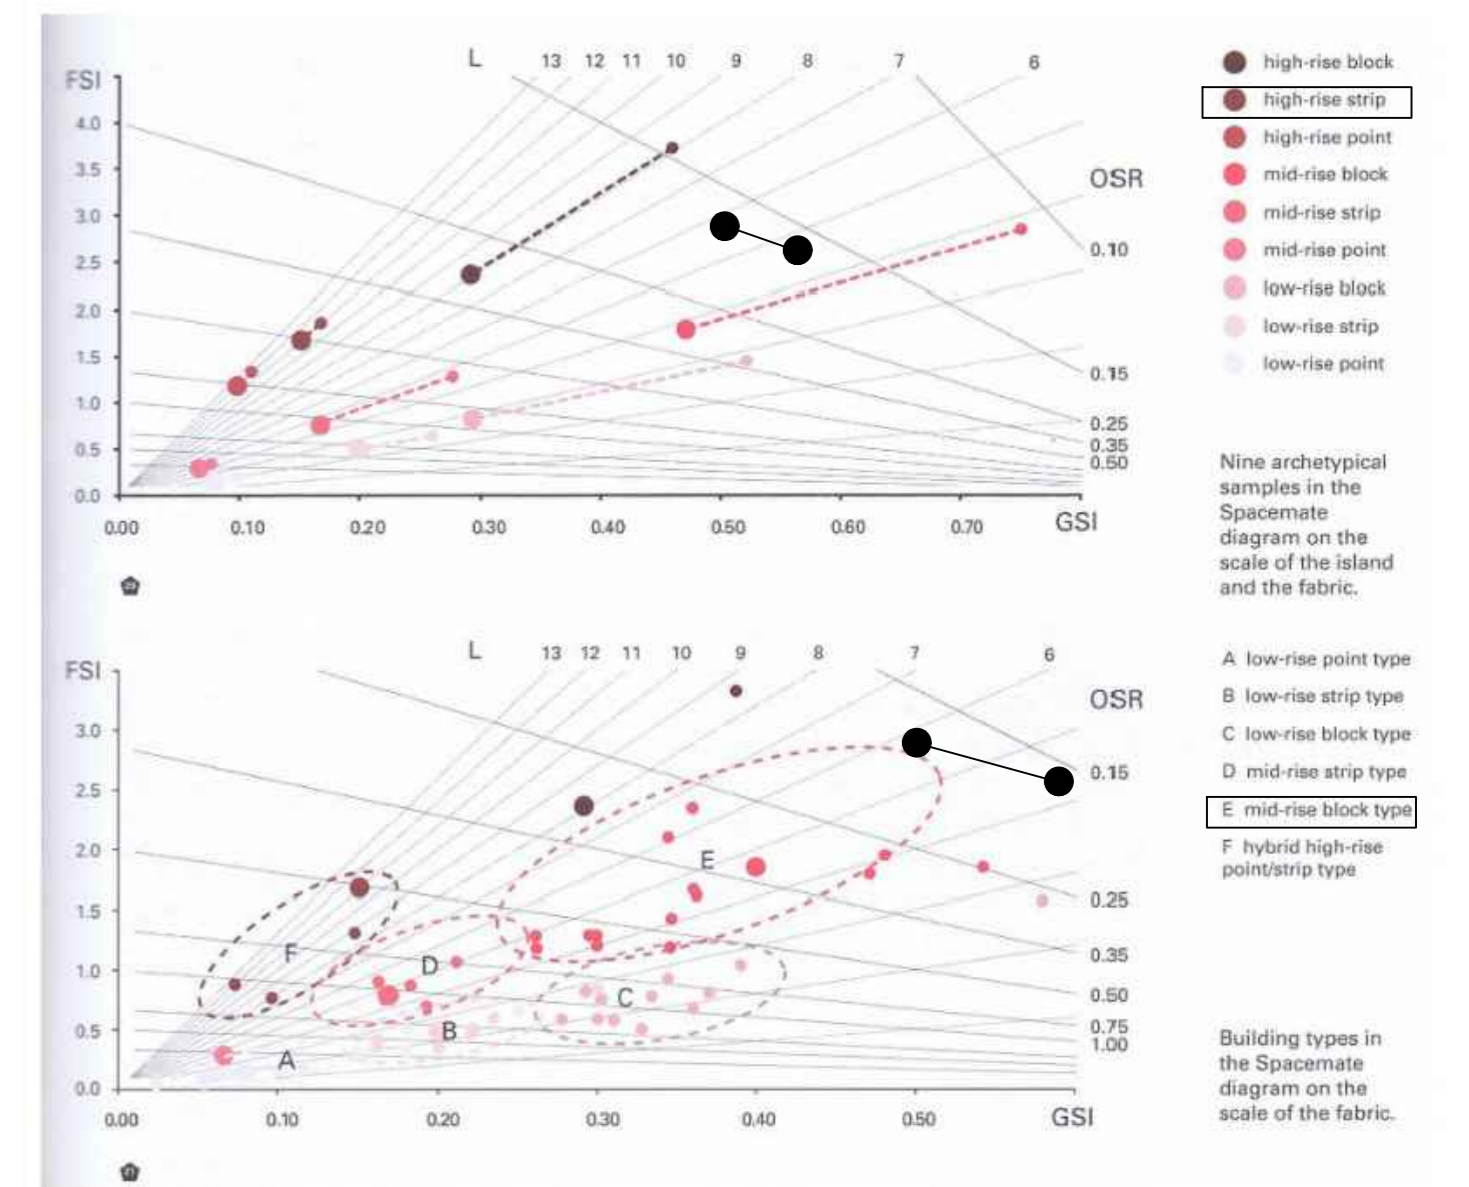 L 13 12 11 10 9 8 7 6
FSI
4.0
3.5
3.0
2.5
2.0
1.5
1.0
0.5
0.0
OSR
0.10
0.15
0.25
0.35
0.50
0.00 0.10 0.20 0.30 0.40 0.50 0.60 0.70 GSI
high-rise block
high-rise strip
high-rise point
mid-rise block
mid-rise strip
mid-rise point
low-rise block
low-rise strip
low-rise point
Nine archetypical
samples in the
Spacemate
diagram on the
scale of the island
and the fabric.
L 13 12 11 10 9 8 7 6
FSI
3.0
2.5
2.0
1.5
1.0
0.5
0.0
OSR
0.15
0.25
0.35
0.50
0.75
1.00
E
F
D
C
B
A
0.00 0.10 0.20 0.30 0.40 0.50 GSI
A low-rise point type
B low-rise strip type
C low-rise block type
D mid-rise strip type
E mid-rise block type
F hybrid high-rise
point/strip type
Building types in
the Spacemate
diagram on the
scale of the fabric.